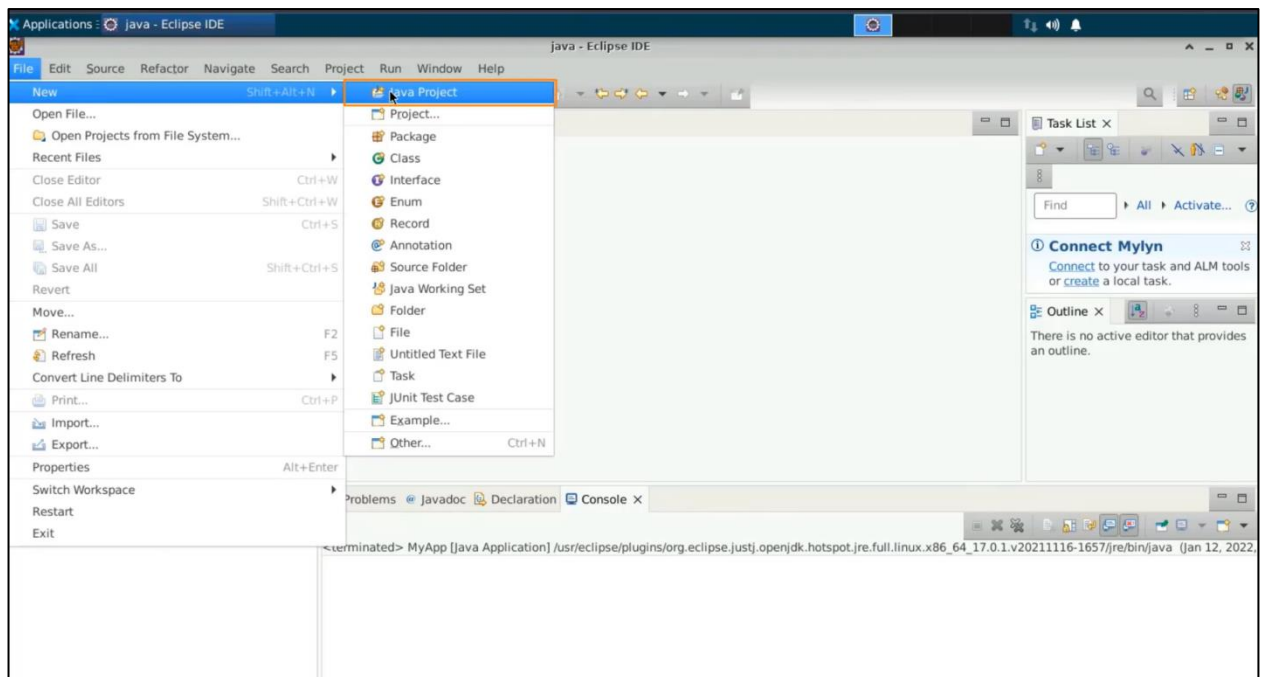 Applications : java - Eclipse IDE
java - Eclipse IDE
File Edit Source Refactor Navigate Search Project Run Window Help
New Shift+Alt+N
Open File...
Open Projects from File System...
Recent Files
Close Editor Ctrl+W
Close All Editors Shift+Ctrl+W
Save Ctrl+S
Save As...
Save All Shift+Ctrl+S
Revert
Move...
Rename... F2
Refresh F5
Convert Line Delimiters To
Print... Ctrl+P
Import...
Export...
Properties Alt+Enter
Switch Workspace
Restart
Exit
Java Project
Project...
Package
Class
Interface
Enum
Record
Annotation
Source Folder
Java Working Set
Folder
File
Untitled Text File
Task
JUnit Test Case
Example...
Other... Ctrl+N
Task List
Find All Activate...
Connect Mylyn
Connect to your task and ALM tools
or create a local task.
Outline
There is no active editor that provides
an outline.
Problems @ Javadoc Declaration Console
<terminated> MyApp [Java Application] /usr/eclipse/plugins/org.eclipse.justj.openjdk.hotspot.jre.full.linux.x86_64_17.0.1.v20211116-1657/jre/bin/java (Jan 12, 2022,